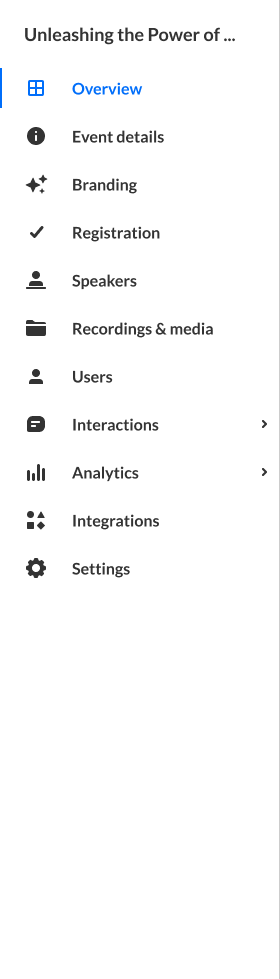 Unleashing the Power of ...
Overview
Event details
Branding
Registration
Speakers
Recordings & media
Users
Interactions
Analytics
Integrations
Settings